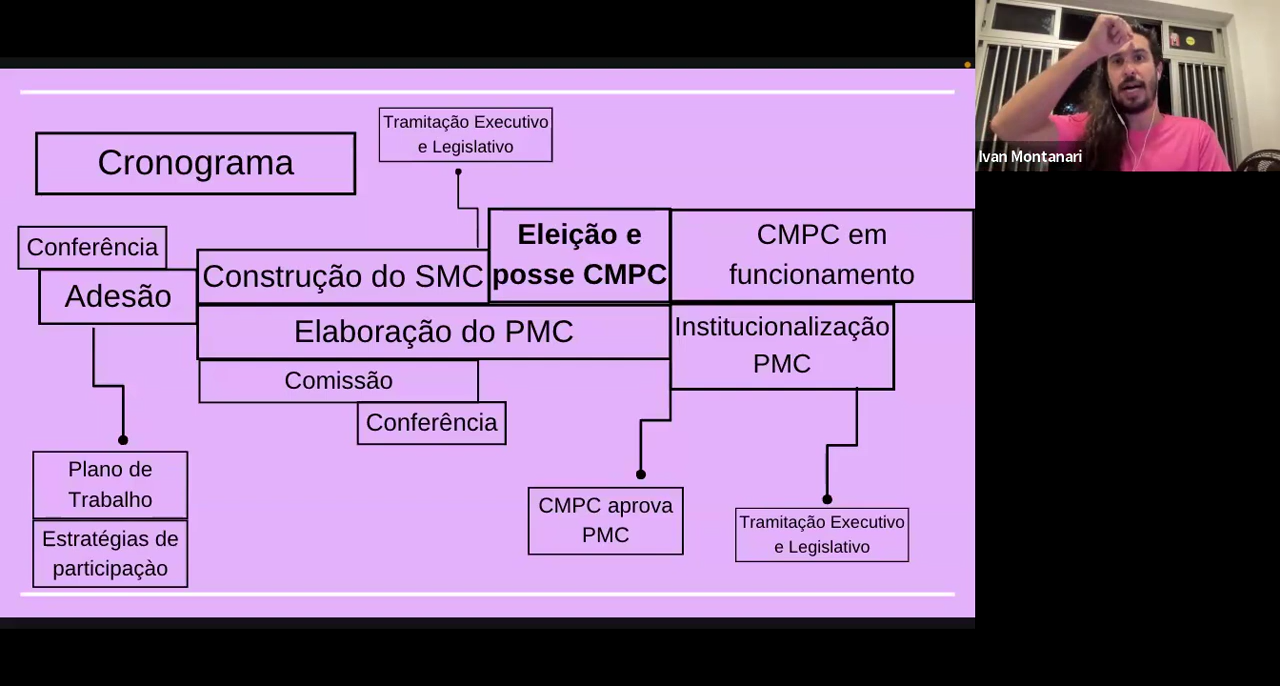 Cronograma
Tramitação Executivo
e Legislativo
Conferência
Adesão
Construção do SMC
Eleição e
posse CMPC
CMPC em
funcionamento
Elaboração do PMC
Institucionalização
PMC
Comissão
Conferência
Plano de
Trabalho
Estratégias de
participaçào
CMPC aprova
PMC
Tramitação Executivo
e Legislativo
Ivan Montanari